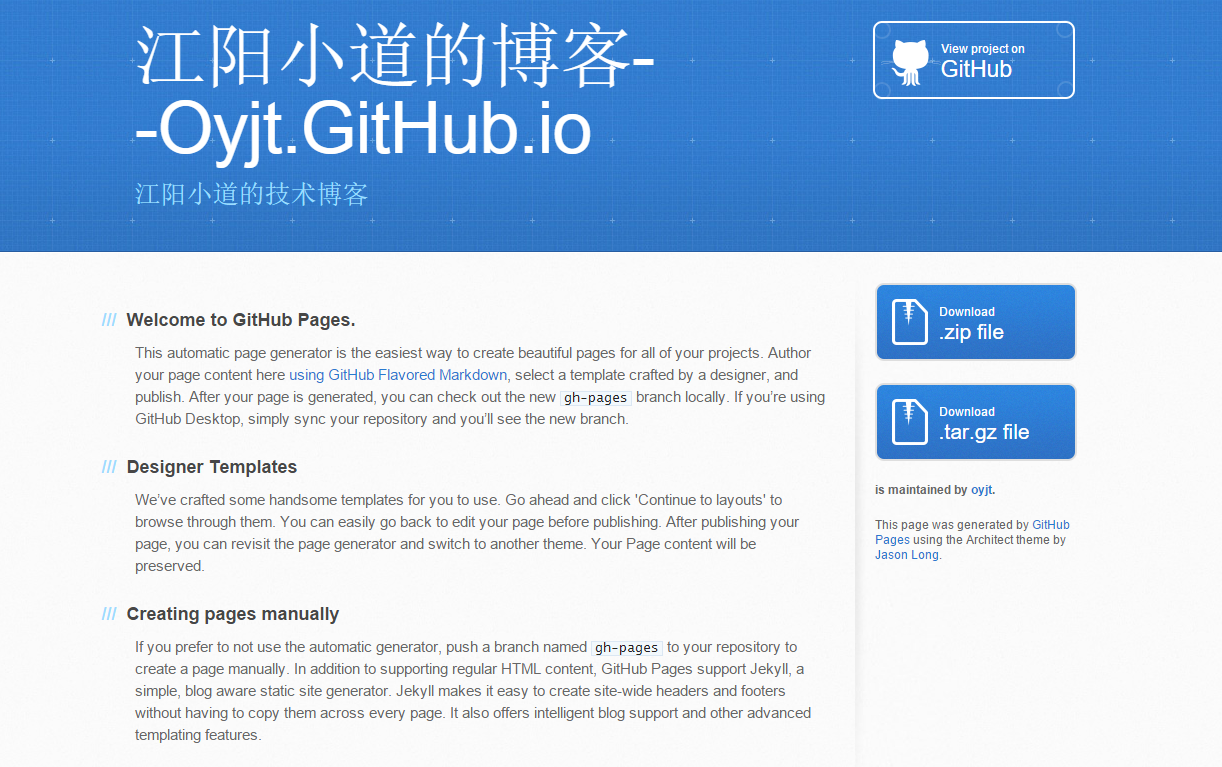 江阳小道的博客-
-Oyjt.GitHub.io
江阳小道的技术博客
View project on
GitHub
/// Welcome to GitHub Pages.
This automatic page generator is the easiest way to create beautiful pages for all of your projects. Author
your page content here using GitHub Flavored Markdown, select a template crafted by a designer, and
publish. After your page is generated, you can check out the new gh-pages branch locally. If you’re using
GitHub Desktop, simply sync your repository and you’ll see the new branch.
/// Designer Templates
We’ve crafted some handsome templates for you to use. Go ahead and click 'Continue to layouts' to
browse through them. You can easily go back to edit your page before publishing. After publishing your
page, you can revisit the page generator and switch to another theme. Your Page content will be
preserved.
/// Creating pages manually
If you prefer to not use the automatic generator, push a branch named gh-pages to your repository to
create a page manually. In addition to supporting regular HTML content, GitHub Pages support Jekyll, a
simple, blog aware static site generator. Jekyll makes it easy to create site-wide headers and footers
without having to copy them across every page. It also offers intelligent blog support and other advanced
templating features.
Download
.zip file
Download
.tar.gz file
is maintained by oyjt.
This page was generated by GitHub
Pages using the Architect theme by
Jason Long.